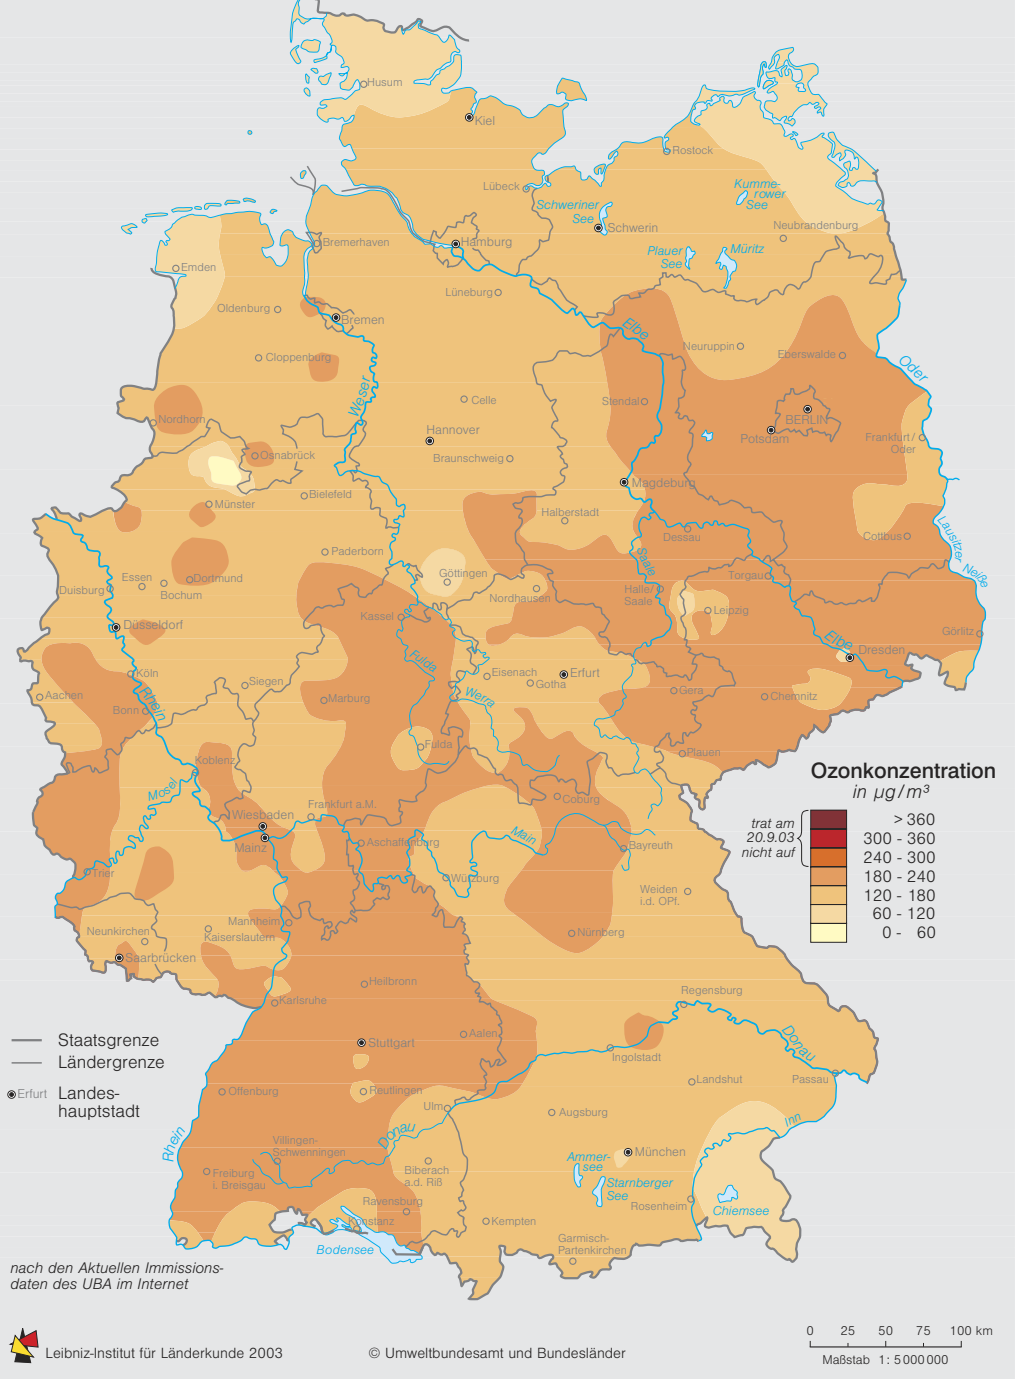 Husum
Kiel
Rostock
Lübeck
Kumme-
rower
See
Schweriner
See
Schwerin
Neubrandenburg
Bremerhaven
Hamburg
Plauer
See
Müritz
Emden
Lüneburg
Oldenburg
Bremen
Elbe
Neuruppin
Eberswalde
Cloppenburg
Oder
Weser
Celle
Stendal
Nordhorn
BERLIN
Hannover
Potsdam
Frankfurt/
Oder
Osnabrück
Braunschweig
Magdeburg
Bielefeld
Münster
Halberstadt
Dessau
Cottbus
Lausitzer Neiße
Paderborn
Saale
Göttingen
Torgau
Essen
Dortmund
Duisburg
Bochum
Nordhausen
Halle/
Saale
Leipzig
Kassel
Düsseldorf
Görlitz
Elbe
Dresden
Fulda
Köln
Eisenach
Erfurt
Gotha
Siegen
Aachen
Rhein
Bonn
Marburg
Werra
Gera
Chemnitz
Fulda
Plauen
Koblenz
Mosel
Coburg
Frankfurt a.M.
Wiesbaden
Mainz
Aschaffenburg
Main
Bayreuth
Trier
Würzburg
Weiden
i.d. OPf.
Neunkirchen
Mannheim
Kaiserslautern
Nürnberg
Saarbrücken
Heilbronn
Karlsruhe
Regensburg
Stuttgart
Aalen
Donau
Ingolstadt
Offenburg
Reutlingen
Landshut
Passau
Ulm
Augsburg
Inn
Rhein
Donau
Villingen-
Schwenningen
München
Freiburg
i. Breisgau
Biberach
a.d. Riß
Ammer-
see
Starnberger
See
Ravensburg
Rosenheim
Chiemsee
Konstanz
Kempten
Bodensee
Garmisch-
Partenkirchen
Ozonkonzentration
in µg/m³
trat am
20.9.03
nicht auf
> 360
300 - 360
240 - 300
180 - 240
120 - 180
60 - 120
0 - 60
Staatsgrenze
Ländergrenze
Erfurt Landes-
hauptstadt
nach den Aktuellen Immissions-
daten des UBA im Internet
Leibniz-Institut für Länderkunde 2003
© Umweltbundesamt und Bundesländer
0 25 50 75 100 km
Maßstab 1: 5 000 000